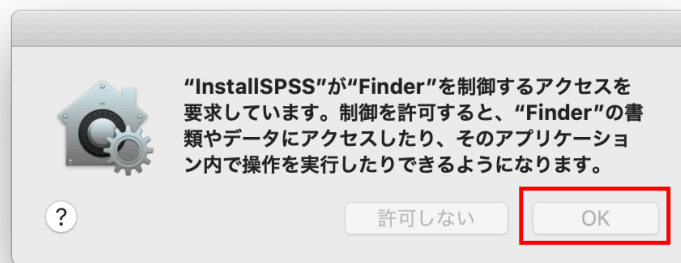 “InstallSPSS”が“Finder”を制御するアクセスを
要求しています。制御を許可すると、“Finder”の書
類やデータにアクセスしたり、そのアプリケーショ
ン内で操作を実行したりできるようになります。
?
許可しない
OK